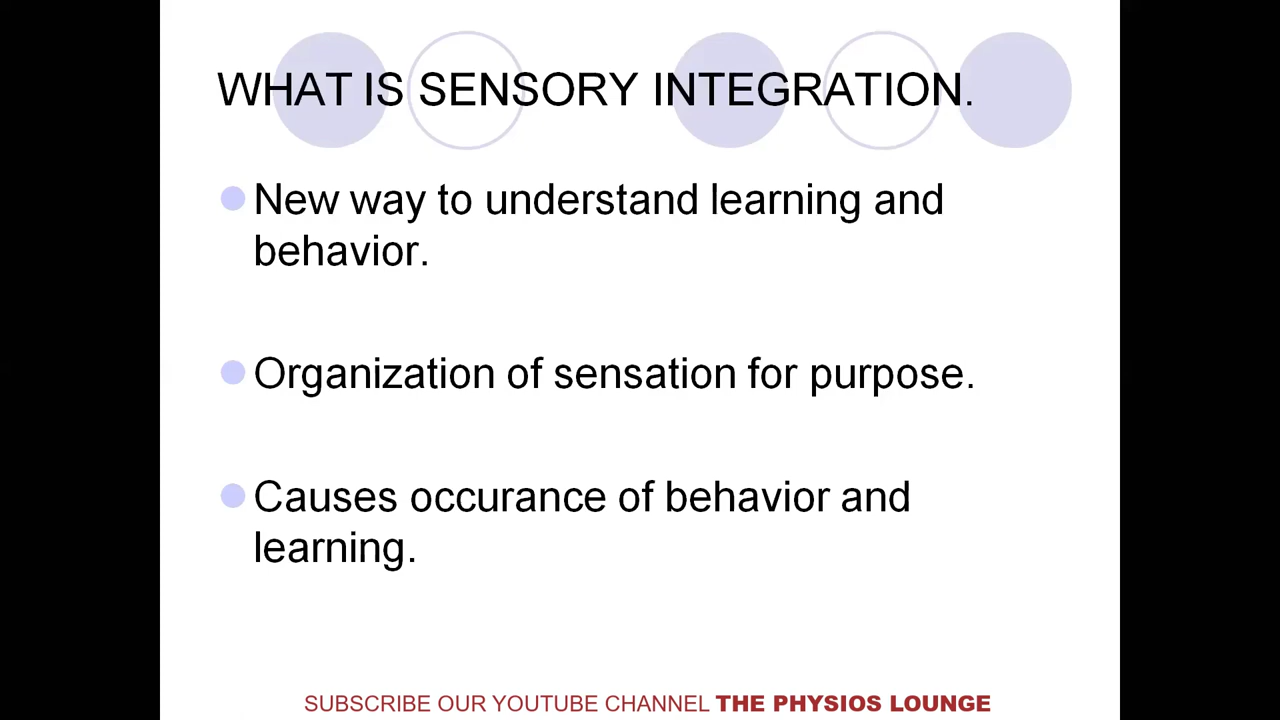 WHAT IS SENSORY INTEGRATION.
New way to understand learning and
behavior.
Organization of sensation for purpose.
Causes occurance of behavior and
learning.
SUBSCRIBE OUR YOUTUBE CHANNEL THE PHYSIOS LOUNGE